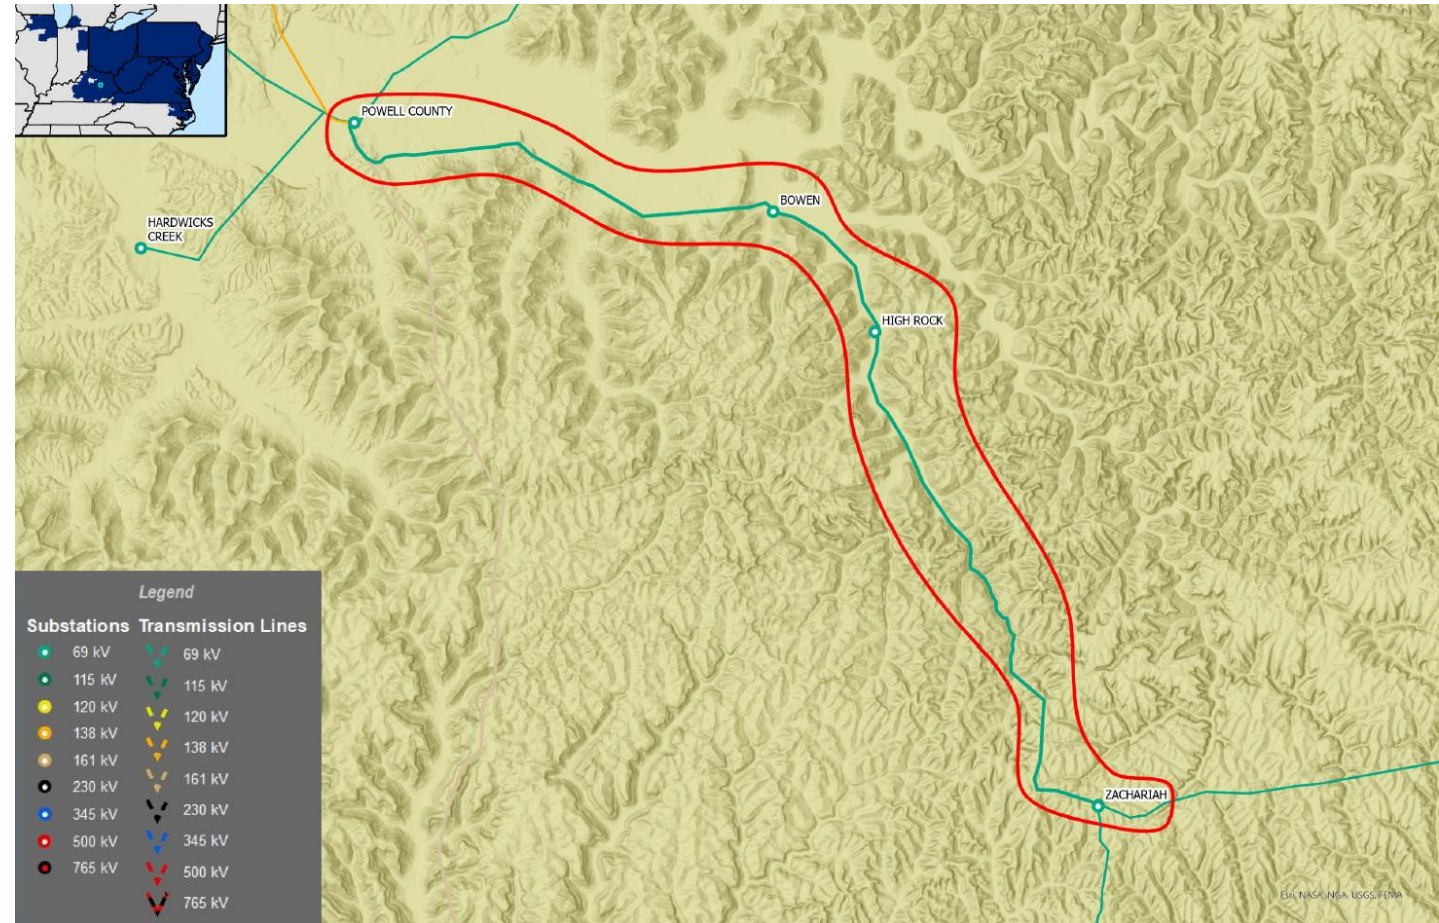 POWELL COUNTY
BOWEN
HARDWICKS
CREEK
HIGH ROCK
ZACHARIAH
Legend
Substations Transmission Lines
69 kV 69 kV
115 kV 115 kV
120 kV 120 kV
138 kV 138 kV
161 kV 161 kV
230 kV 230 kV
345 kV 345 kV
500 kV 500 kV
765 kV 765 kV
Esri, NASA, NGA, USGS, FEMA